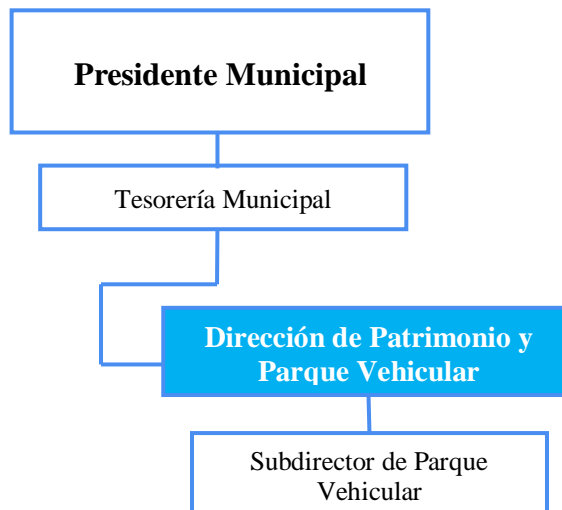 Presidente Municipal
Tesorería Municipal
Dirección de Patrimonio y
Parque Vehicular
Subdirector de Parque
Vehicular